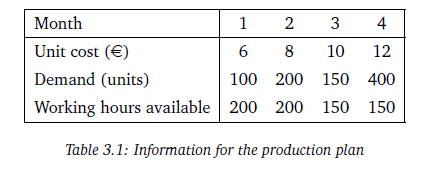 Month 1 2 3 4
Unit cost (€) 6 8 10 12
Demand (units) 100 200 150 400
Working hours available 200 200 150 150
Table 3.1: Information for the production plan